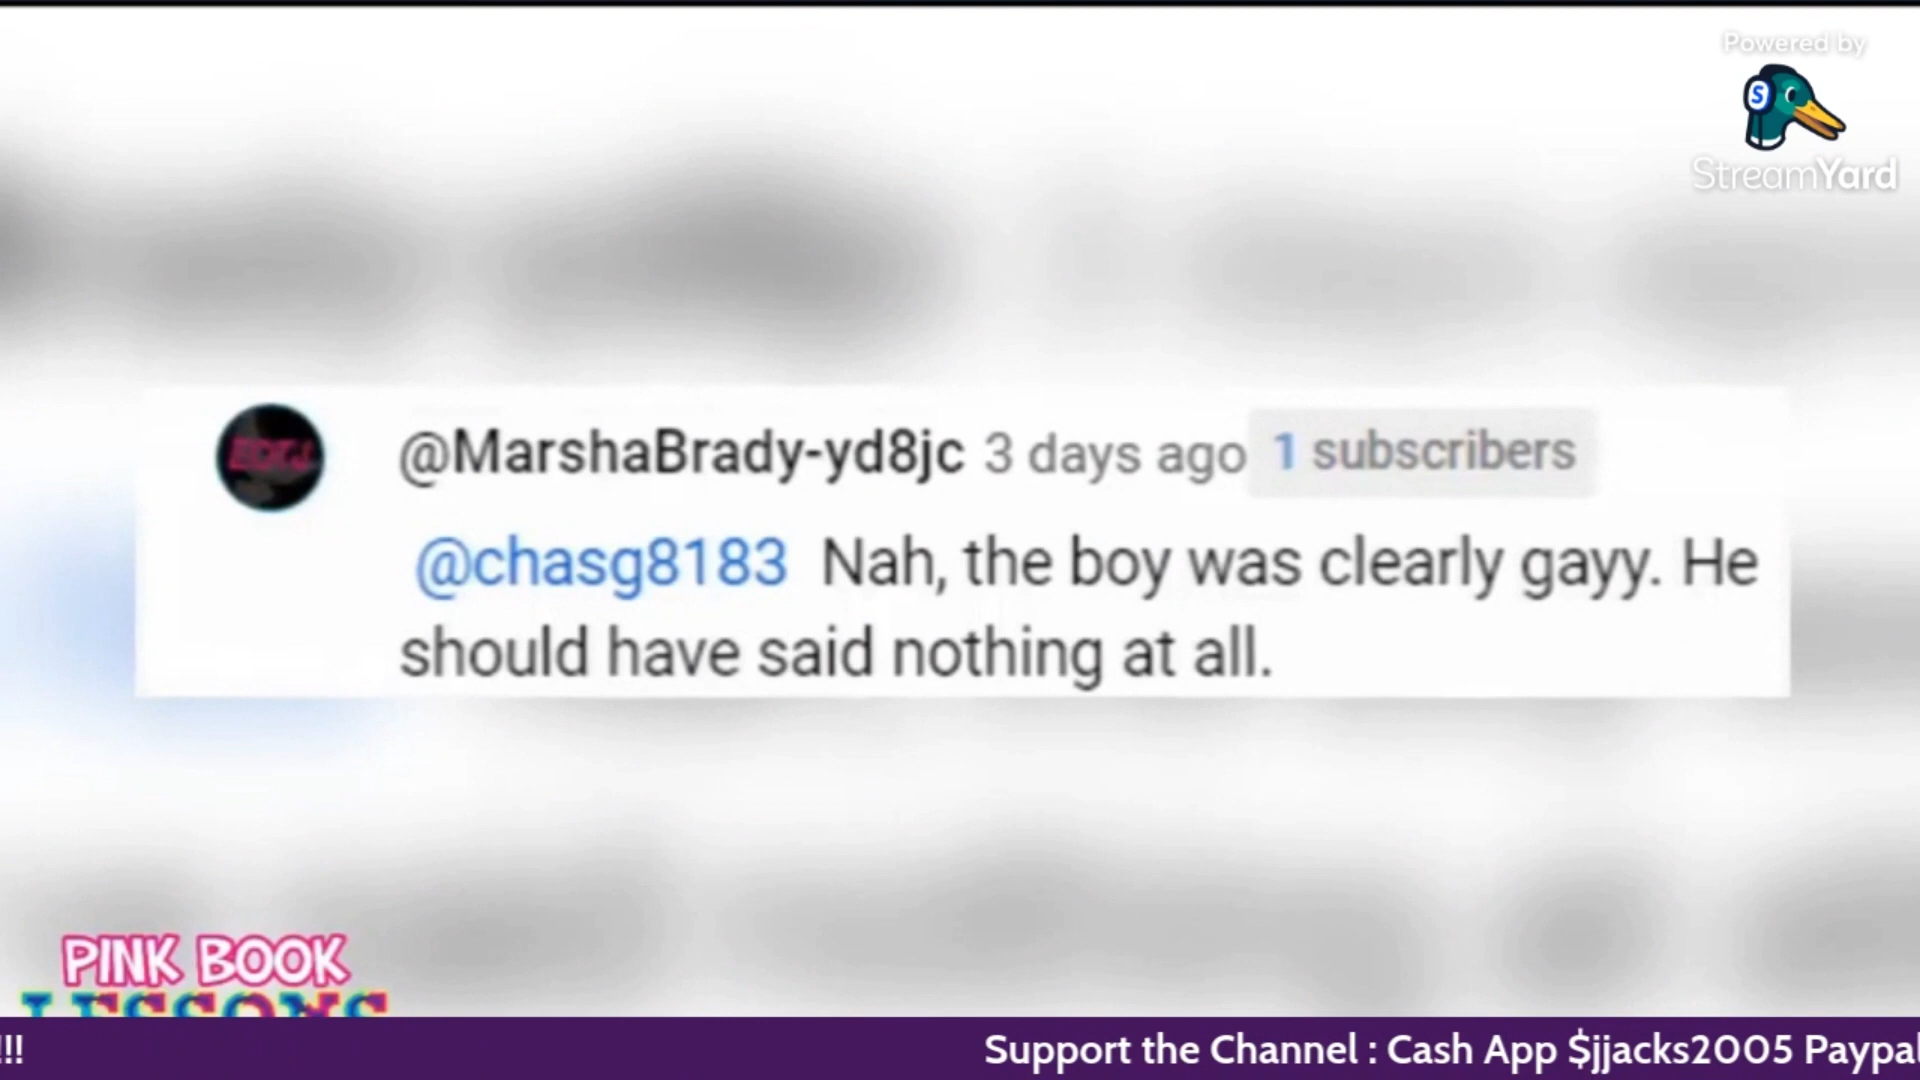 Powered by
StreamYard
@MarshaBrady-yd8jc 3 days ago 1 subscribers
@chasg8183 Nah, the boy was clearly gayy. He
should have said nothing at all.
PINK BOOK
LESSONS
!!! Support the Channel : Cash App $jjacks2005 Paypal